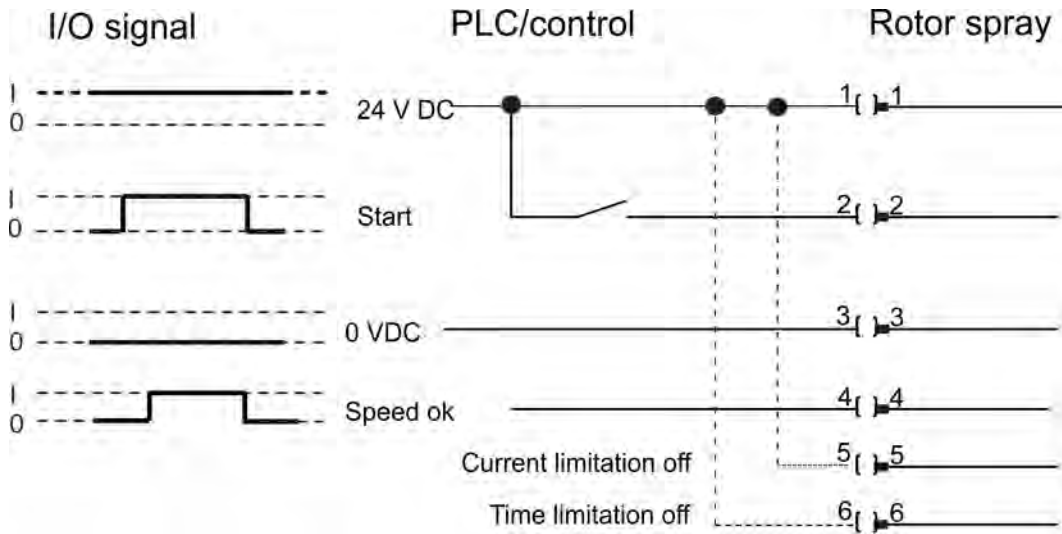 I/O signal PLC/control Rotor spray
I
0
24 V DC 1 1
I
0
Start 2 2
I
0
0 VDC 3 3
I
0
Speed ok 4 4
Current limitation off 5 5
Time limitation off 6 6